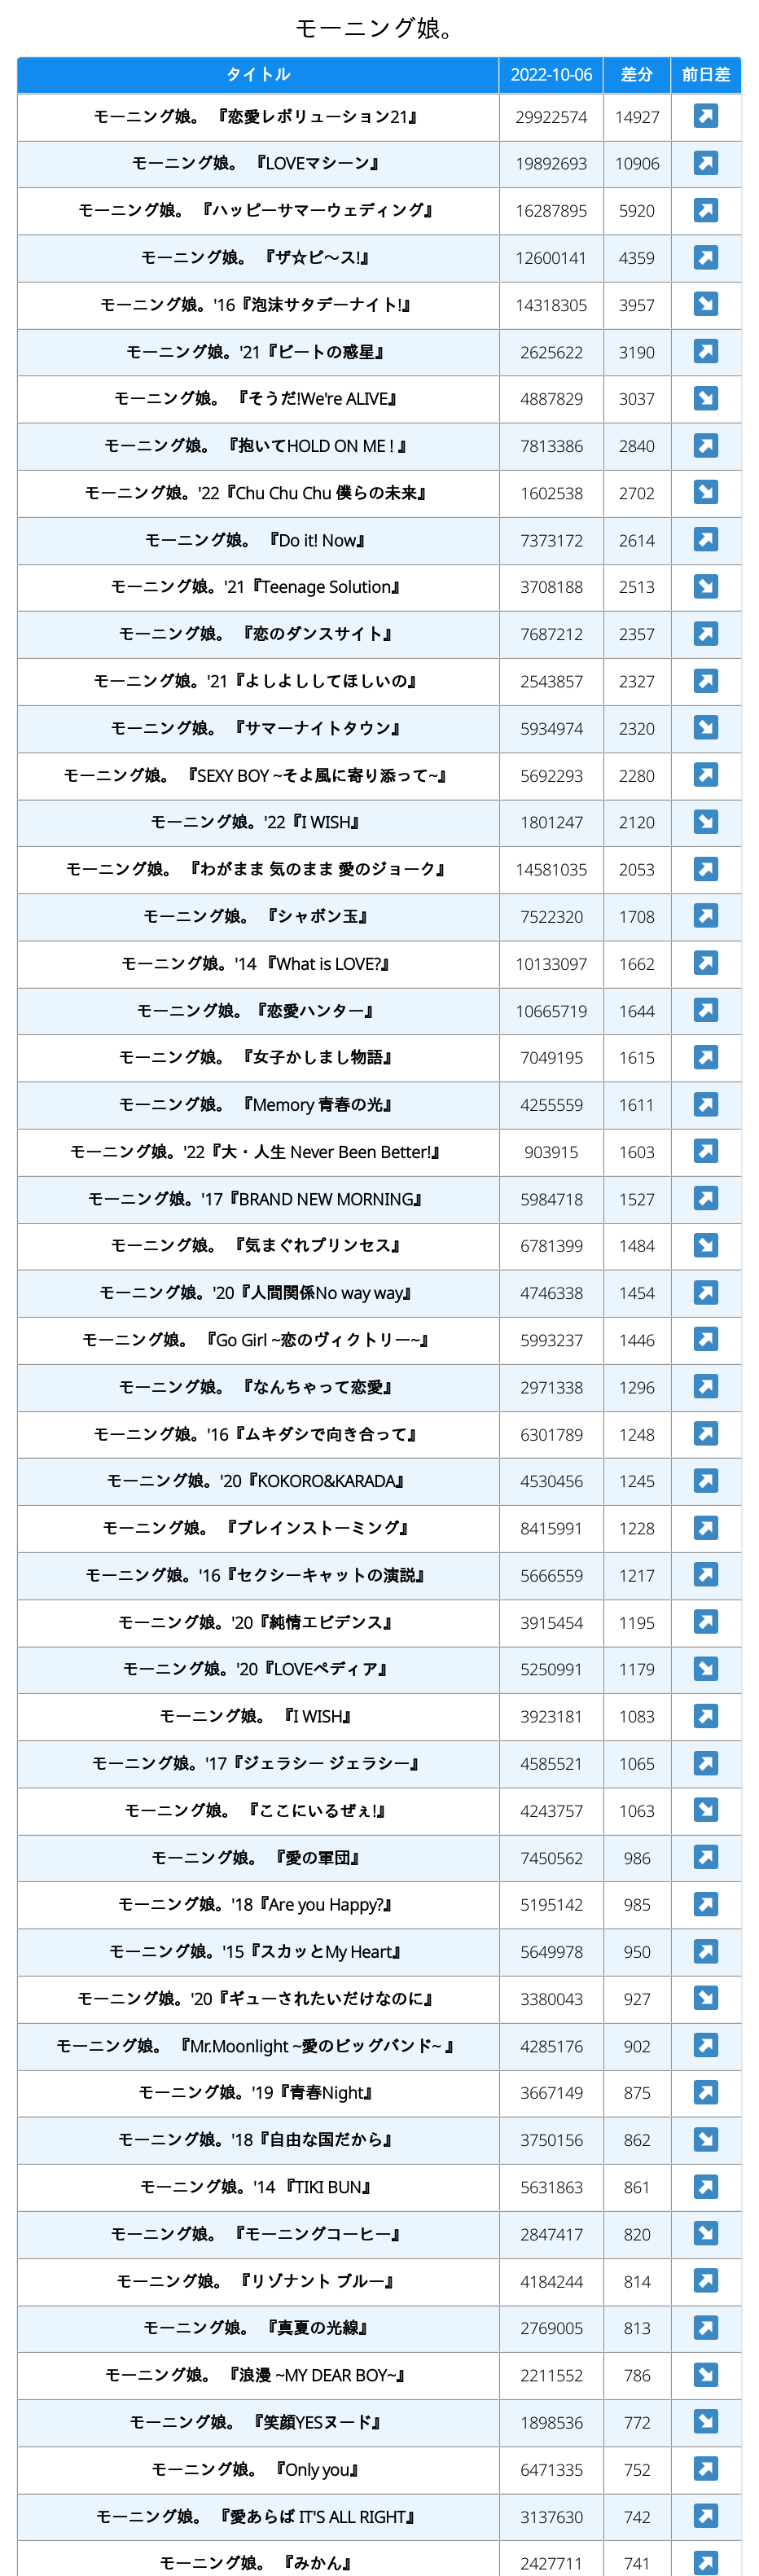 モーニング娘。
タイトル 2022-10-06 差分 前日差
モーニング娘。 『恋愛レボリューション21』 29922574 14927
モーニング娘。 『LOVEマシーン』 19892693 10906
モーニング娘。 『ハッピーサマーウェディング』 16287895 5920
モーニング娘。 『ザ☆ピ〜ス!』 12600141 4359
モーニング娘。'16『泡沫サタデーナイト!』 14318305 3957
モーニング娘。'21『ビートの惑星』 2625622 3190
モーニング娘。 『そうだ!We're ALIVE』 4887829 3037
モーニング娘。 『抱いてHOLD ON ME ! 』 7813386 2840
モーニング娘。'22『Chu Chu Chu 僕らの未来』 1602538 2702
モーニング娘。 『Do it! Now』 7373172 2614
モーニング娘。'21『Teenage Solution』 3708188 2513
モーニング娘。 『恋のダンスサイト』 7687212 2357
モーニング娘。'21『よしよししてほしいの』 2543857 2327
モーニング娘。 『サマーナイトタウン』 5934974 2320
モーニング娘。 『SEXY BOY ~そよ風に寄り添って~』 5692293 2280
モーニング娘。'22『I WISH』 1801247 2120
モーニング娘。 『わがまま 気のまま 愛のジョーク』 14581035 2053
モーニング娘。 『シャボン玉』 7522320 1708
モーニング娘。'14 『What is LOVE?』 10133097 1662
モーニング娘。『恋愛ハンター』 10665719 1644
モーニング娘。 『女子かしまし物語』 7049195 1615
モーニング娘。 『Memory 青春の光』 4255559 1611
モーニング娘。'22『大・人生 Never Been Better!』 903915 1603
モーニング娘。'17『BRAND NEW MORNING』 5984718 1527
モーニング娘。 『気まぐれプリンセス』 6781399 1484
モーニング娘。'20『人間関係No way way』 4746338 1454
モーニング娘。 『Go Girl ~恋のヴィクトリー~』 5993237 1446
モーニング娘。 『なんちゃって恋愛』 2971338 1296
モーニング娘。'16『ムキダシで向き合って』 6301789 1248
モーニング娘。'20『KOKORO&KARADA』 4530456 1245
モーニング娘。 『ブレインストーミング』 8415991 1228
モーニング娘。'16『セクシーキャットの演説』 5666559 1217
モーニング娘。'20『純情エビデンス』 3915454 1195
モーニング娘。'20『LOVEペディア』 5250991 1179
モーニング娘。 『I WISH』 3923181 1083
モーニング娘。'17『ジェラシー ジェラシー』 4585521 1065
モーニング娘。 『ここにいるぜぇ!』 4243757 1063
モーニング娘。 『愛の軍団』 7450562 986
モーニング娘。'18『Are you Happy?』 5195142 985
モーニング娘。'15『スカッとMy Heart』 5649978 950
モーニング娘。'20『ギューされたいだけなのに』 3380043 927
モーニング娘。 『Mr.Moonlight ~愛のビッグバンド~ 』 4285176 902
モーニング娘。'19『青春Night』 3667149 875
モーニング娘。'18『自由な国だから』 3750156 862
モーニング娘。'14 『TIKI BUN』 5631863 861
モーニング娘。 『モーニングコーヒー』 2847417 820
モーニング娘。 『リゾナント ブルー』 4184244 814
モーニング娘。 『真夏の光線』 2769005 813
モーニング娘。 『浪漫 ~MY DEAR BOY~』 2211552 786
モーニング娘。 『笑顔YESヌード』 1898536 772
モーニング娘。 『Only you』 6471335 752
モーニング娘。 『愛あらば IT'S ALL RIGHT』 3137630 742
モーニング娘。 『みかん』 2427711 741